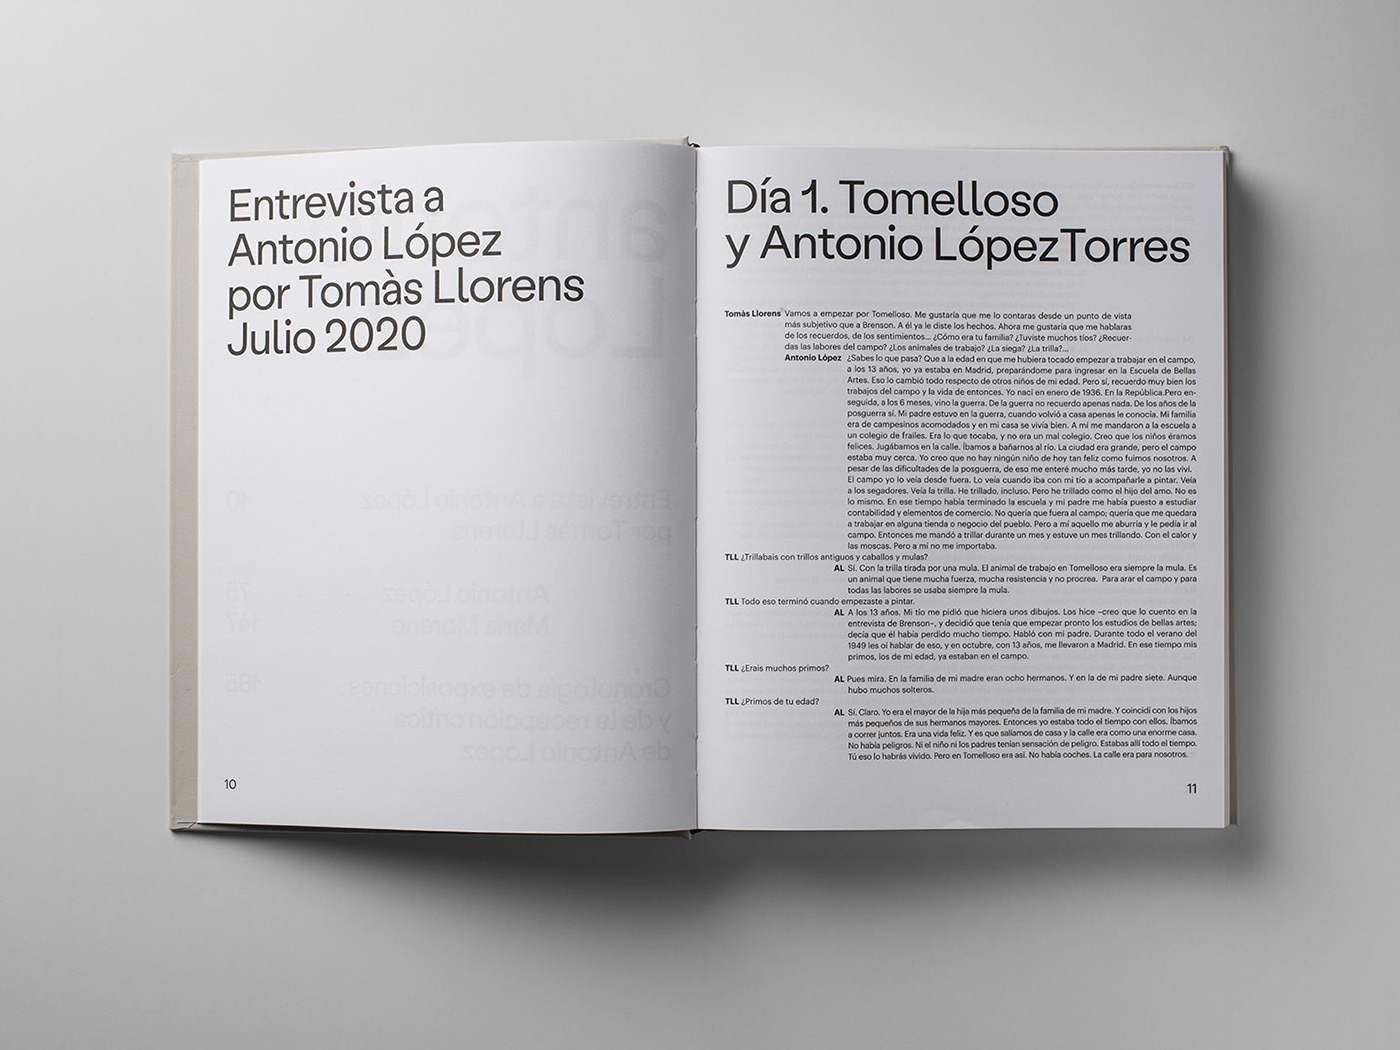 Entrevista a
Antonio López
por Tomàs Llorens
Julio 2020
10
Día 1. Tomelloso
y Antonio LópezTorres
Tomàs Llorens Vamos a empezar por Tomelloso. Me gustaría que me lo contaras desde un punto de vista
más subjetivo que a Brenson. A él ya le diste los hechos. Ahora me gustaría que me hablaras
de los recuerdos, de los sentimientos... ¿Cómo era tu familia? ¿Tuviste muchos tíos? ¿Recuer-
das las labores del campo? ¿Los animales de trabajo? ¿La siega? ¿La trilla?...
Antonio López ¿Sabes lo que pasa? Que a la edad en que me hubiera tocado empezar a trabajar en el campo,
a los 13 años, yo ya estaba en Madrid, preparándome para ingresar en la Escuela de Bellas
Artes. Eso lo cambió todo respecto de otros niños de mi edad. Pero sí, recuerdo muy bien los
trabajos del campo y la vida de entonces. Yo nací en enero de 1936. En la República.Pero en-
seguida, a los 6 meses, vino la guerra. De la guerra no recuerdo apenas nada. De los años de la
posguerra sí. Mi padre estuvo en la guerra, cuando volvió a casa apenas le conocía. Mi familia
era de campesinos acomodados y en mi casa se vivía bien. A mí me mandaron a la escuela a
un colegio de frailes. Era lo que tocaba, y no era un mal colegio. Creo que los niños éramos
felices. Jugábamos en la calle. Íbamos a bañarnos al río. La ciudad era grande, pero el campo
estaba muy cerca. Yo creo que no hay ningún niño de hoy tan feliz como fuimos nosotros. A
pesar de las dificultades de la posguerra, de eso me enteré mucho más tarde, yo no las viví.
El campo yo lo veía desde fuera. Lo veía cuando iba con mi tío a acompañarle a pintar. Veía
a los segadores. Veía la trilla. He trillado, incluso. Pero he trillado como el hijo del amo. No es
lo mismo. En ese tiempo había terminado la escuela y mi padre me había puesto a estudiar
contabilidad y elementos de comercio. No quería que fuera al campo; quería que me quedara
a trabajar en alguna tienda o negocio del pueblo. Pero a mí aquello me aburría y le pedía ir al
campo. Entonces me mandó a trillar durante un mes y estuve un mes trillando. Con el calor y
las moscas. Pero a mí no me importaba.
TLL ¿Trillabais con trillos antiguos y caballos y mulas?
AL Sí. Con la trilla tirada por una mula. El animal de trabajo en Tomelloso era siempre la mula. Es
un animal que tiene mucha fuerza, mucha resistencia y no procrea. Para arar el campo y para
todas las labores se usaba siempre la mula.
TLL Todo eso terminó cuando empezaste a pintar.
AL A los 13 años. Mi tío me pidió que hiciera unos dibujos. Los hice –creo que lo cuento en la
entrevista de Brenson–, y decidió que tenía que empezar pronto los estudios de bellas artes;
decía que él había perdido mucho tiempo. Habló con mi padre. Durante todo el verano del
1949 les oí hablar de eso, y en octubre, con 13 años, me llevaron a Madrid. En ese tiempo mis
primos, los de mi edad, ya estaban en el campo.
TLL ¿Erais muchos primos?
AL Pues mira. En la familia de mi madre eran ocho hermanos. Y en la de mi padre siete. Aunque
hubo muchos solteros.
TLL ¿Primos de tu edad?
AL Sí. Claro. Yo era el mayor de la hija más pequeña de la familia de mi madre. Y coincidí con los hijos
más pequeños de sus hermanos mayores. Entonces yo estaba todo el tiempo con ellos. Íbamos
a correr juntos. Era una vida feliz. Y es que salíamos de casa y la calle era como una enorme casa.
No había peligros. Ni el niño ni los padres tenían sensación de peligro. Estabas allí todo el tiempo.
Tú eso lo habrás vivido. Pero en Tomelloso era así. No había coches. La calle era para nosotros.
11